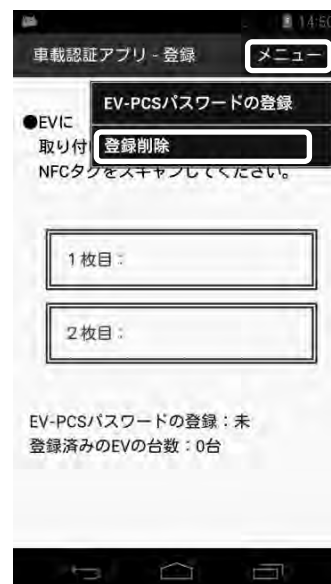 14:50
車載認証アプリ - 登録
メニュー
EV-PCSパスワードの登録
登録削除
●EVに
取り付
NFCタグをスキャンしてください。
1枚目：
2枚目：
EV-PCSパスワードの登録：未
登録済みのEVの台数：0台